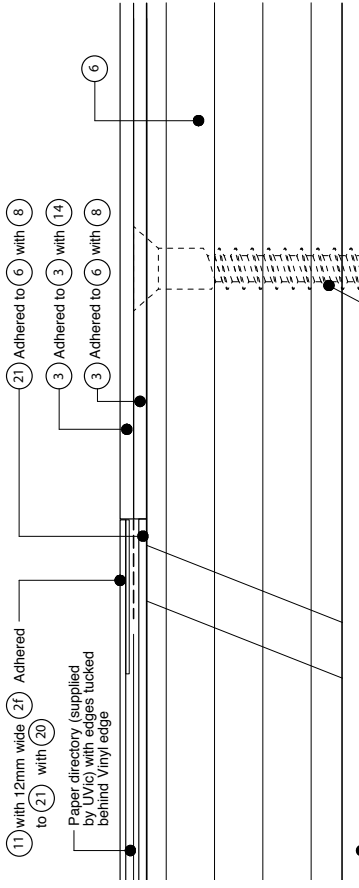 11 with 12mm wide 2f Adhered
to 21 with 20
Paper directory (supplied
by UVic) with edges tucked
behind Vinyl edge
21 Adhered to 6 with 8
3 Adhered to 3 with 14
3 Adhered to 6 with 8
6